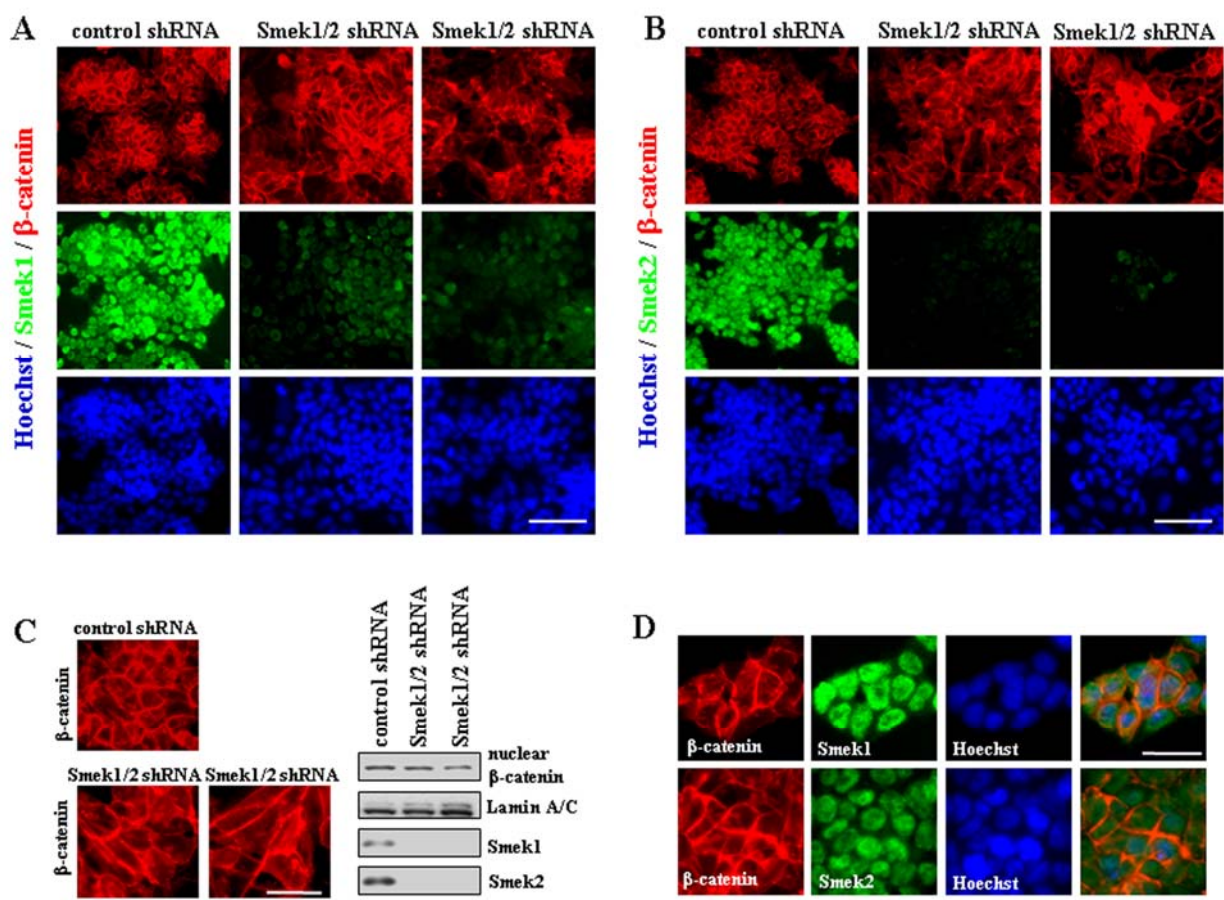 A
control shRNA
Smek1/2 shRNA
Smek1/2 shRNA
Hoechst / Smek1 / β-catenin
B
control shRNA
Smek1/2 shRNA
Smek1/2 shRNA
Hoechst / Smek2 / β-catenin
C
control shRNA
β-catenin
Smek1/2 shRNA
Smek1/2 shRNA
β-catenin
control shRNA
Smek1/2 shRNA
Smek1/2 shRNA
nuclear
β-catenin
Lamin A/C
Smek1
Smek2
D
β-catenin
Smek1
Hoechst
β-catenin
Smek2
Hoechst